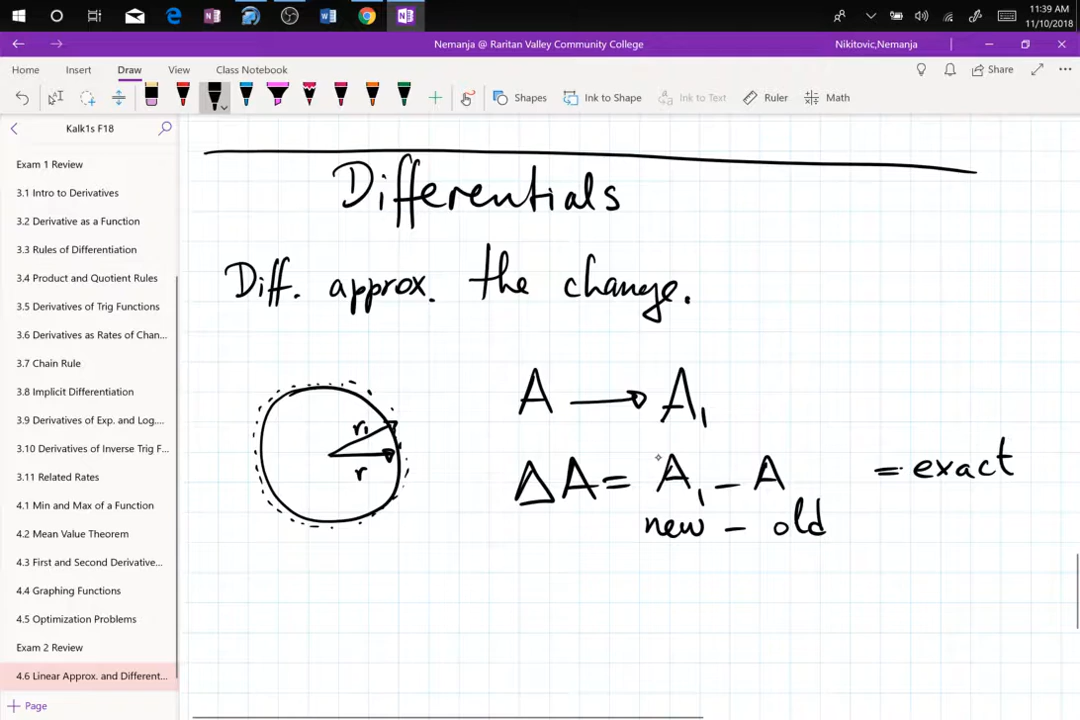 11:39 AM
11/10/2018
Nemanja @ Raritan Valley Community College
Nikitovic,Nemanja
Home Insert Draw View Class Notebook
Share
Shapes Ink to Shape Ink to Text Ruler Math
Kalk1s F18
Exam 1 Review
3.1 Intro to Derivatives
3.2 Derivative as a Function
3.3 Rules of Differentiation
3.4 Product and Quotient Rules
3.5 Derivatives of Trig Functions
3.6 Derivatives as Rates of Chan...
3.7 Chain Rule
3.8 Implicit Differentiation
3.9 Derivatives of Exp. and Log....
3.10 Derivatives of Inverse Trig F...
3.11 Related Rates
4.1 Min and Max of a Function
4.2 Mean Value Theorem
4.3 First and Second Derivative...
4.4 Graphing Functions
4.5 Optimization Problems
Exam 2 Review
4.6 Linear Approx. and Different...
Page
Differentials
Diff. approx. the change.
r₁
r
A → A₁
ΔA = A₁ - A = exact
new - old